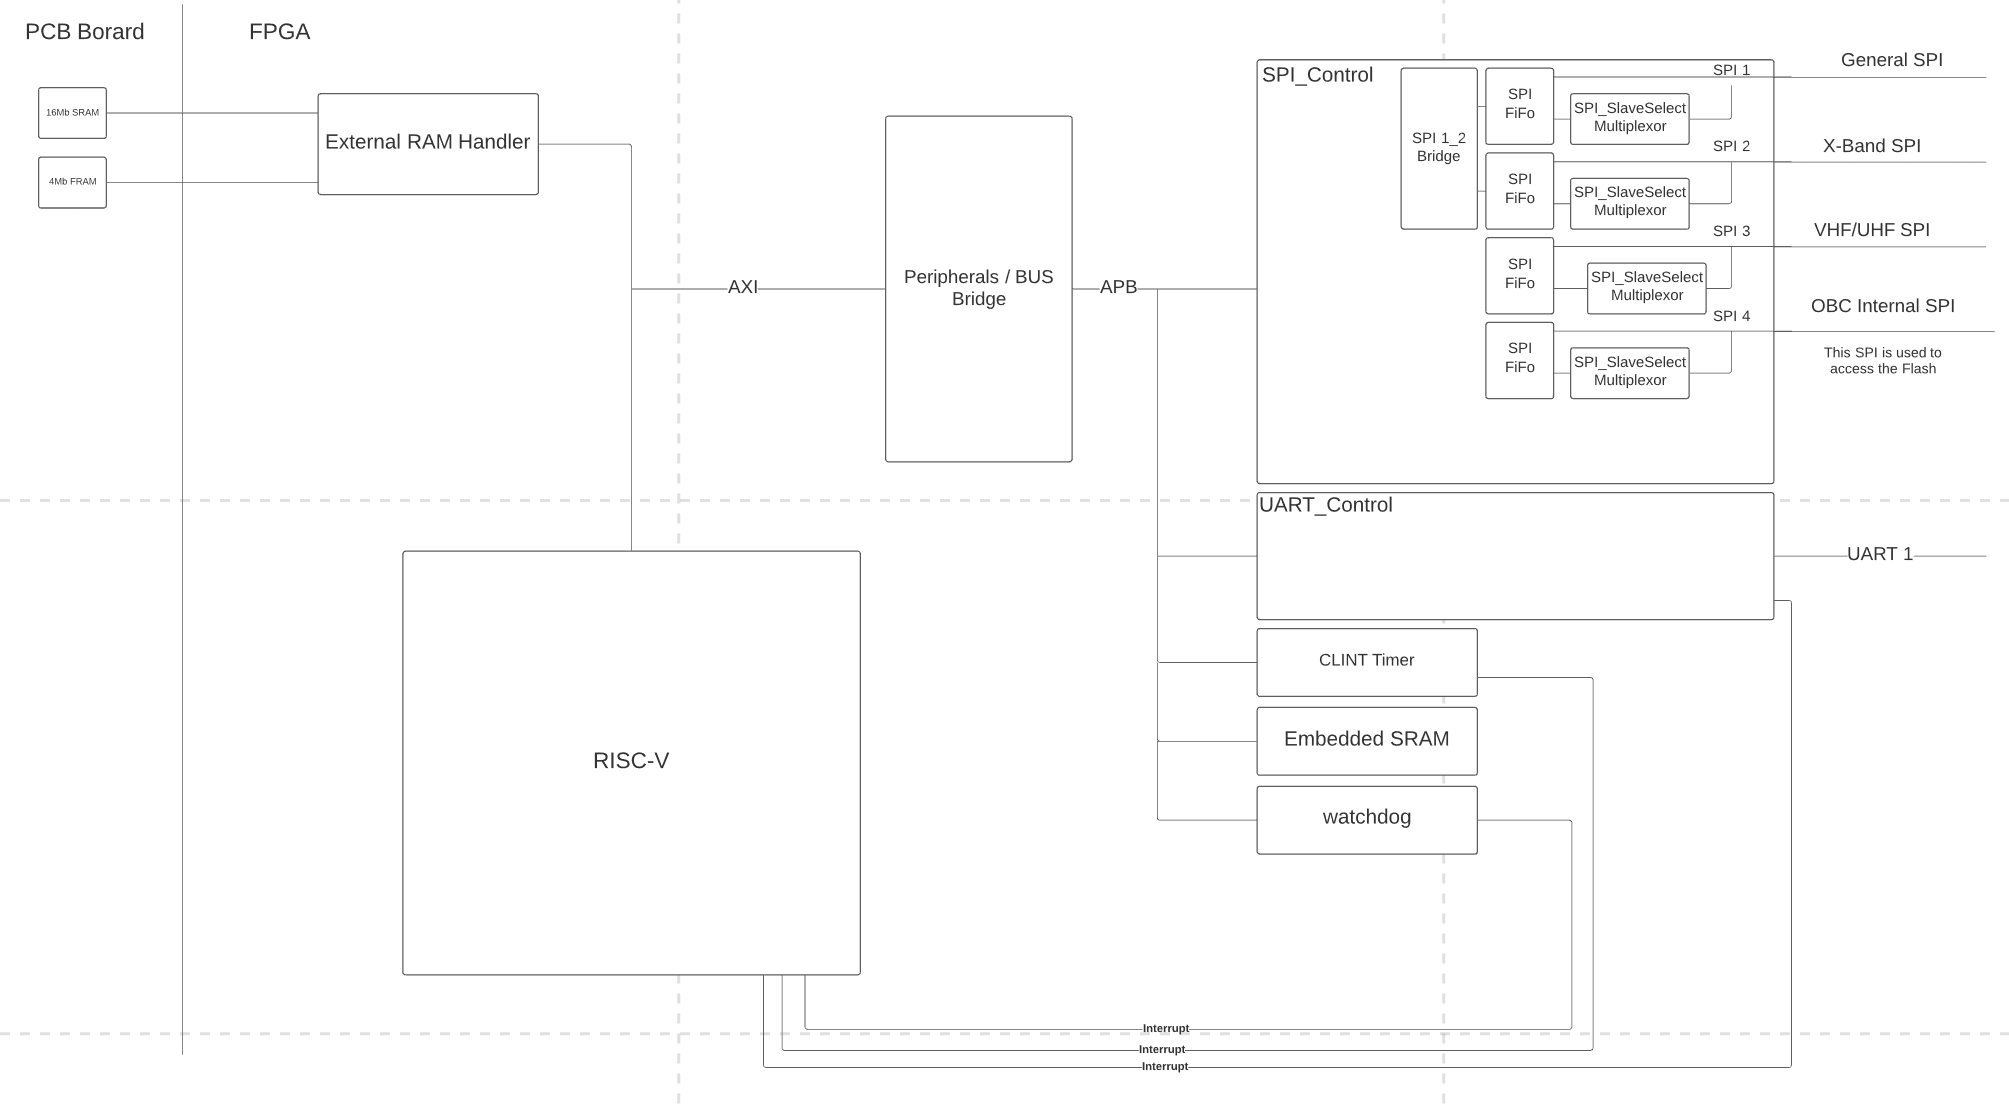 PCB Borard
FPGA
16Mb SRAM
4Mb FRAM
External RAM Handler
AXI
Peripherals / BUS
Bridge
APB
SPI_Control
SPI 1_2
Bridge
SPI
FiFo
SPI_SlaveSelect
Multiplexor
SPI 1
General SPI
SPI
FiFo
SPI_SlaveSelect
Multiplexor
SPI 2
X-Band SPI
SPI
FiFo
SPI_SlaveSelect
Multiplexor
SPI 3
VHF/UHF SPI
SPI
FiFo
SPI_SlaveSelect
Multiplexor
SPI 4
OBC Internal SPI
This SPI is used to
access the Flash
UART_Control
UART 1
CLINT Timer
Embedded SRAM
watchdog
RISC-V
Interrupt
Interrupt
Interrupt